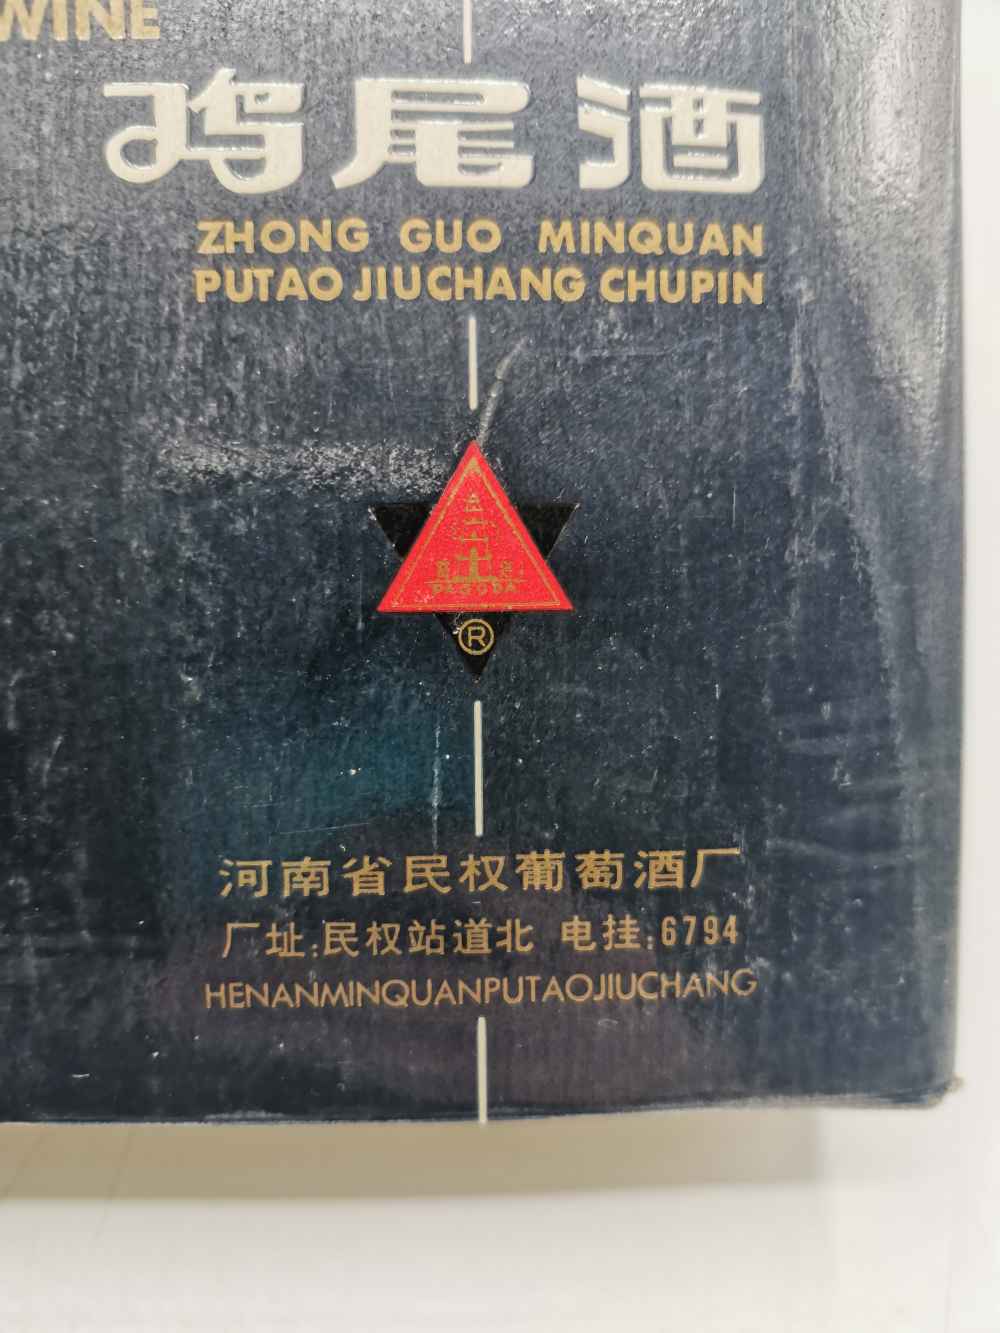 WINE
鸡尾酒
ZHONG GUO MINQUAN
PUTAO JIUCHANG CHUPIN
PAGODA
®
河南省民权葡萄酒厂
厂址:民权站道北 电挂:6794
HENANMINQUANPUTAOJIUCHANG